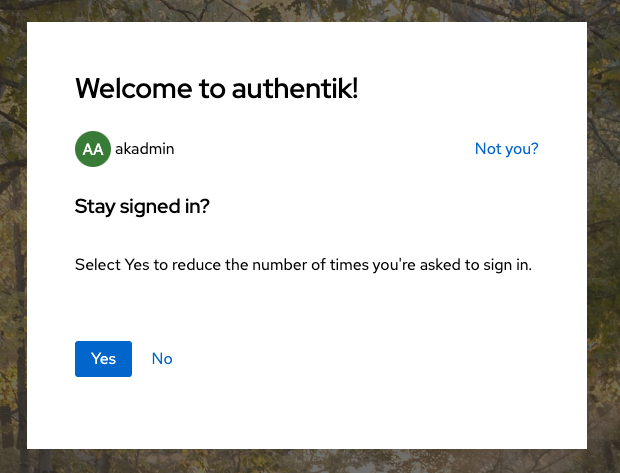 Welcome to authentik!
AA akadmin Not you?
Stay signed in?
Select Yes to reduce the number of times you're asked to sign in.
Yes No